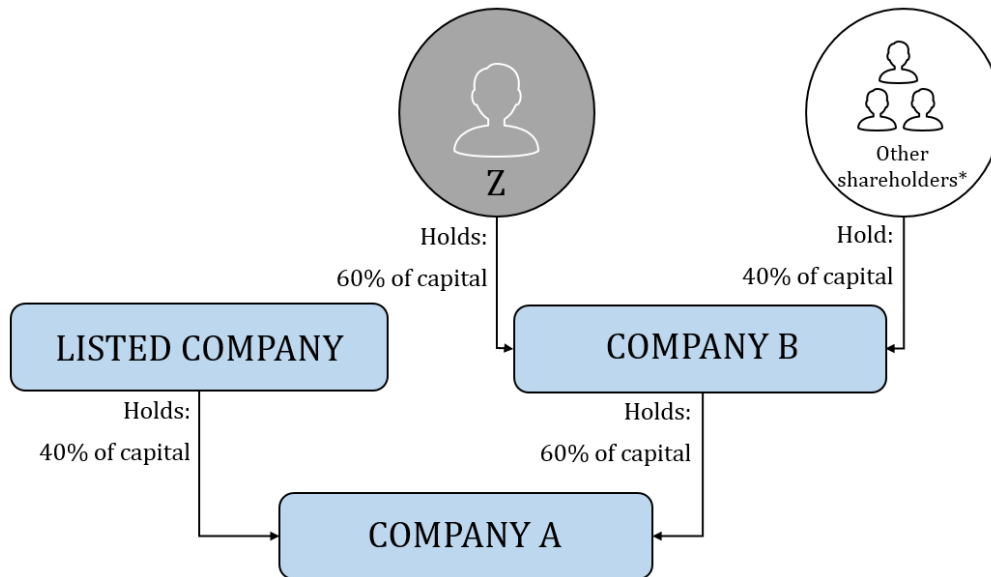 Z
Other
shareholders*
Holds:
60% of capital
Hold:
40% of capital
LISTED COMPANY
COMPANY B
Holds:
40% of capital
Holds:
60% of capital
COMPANY A